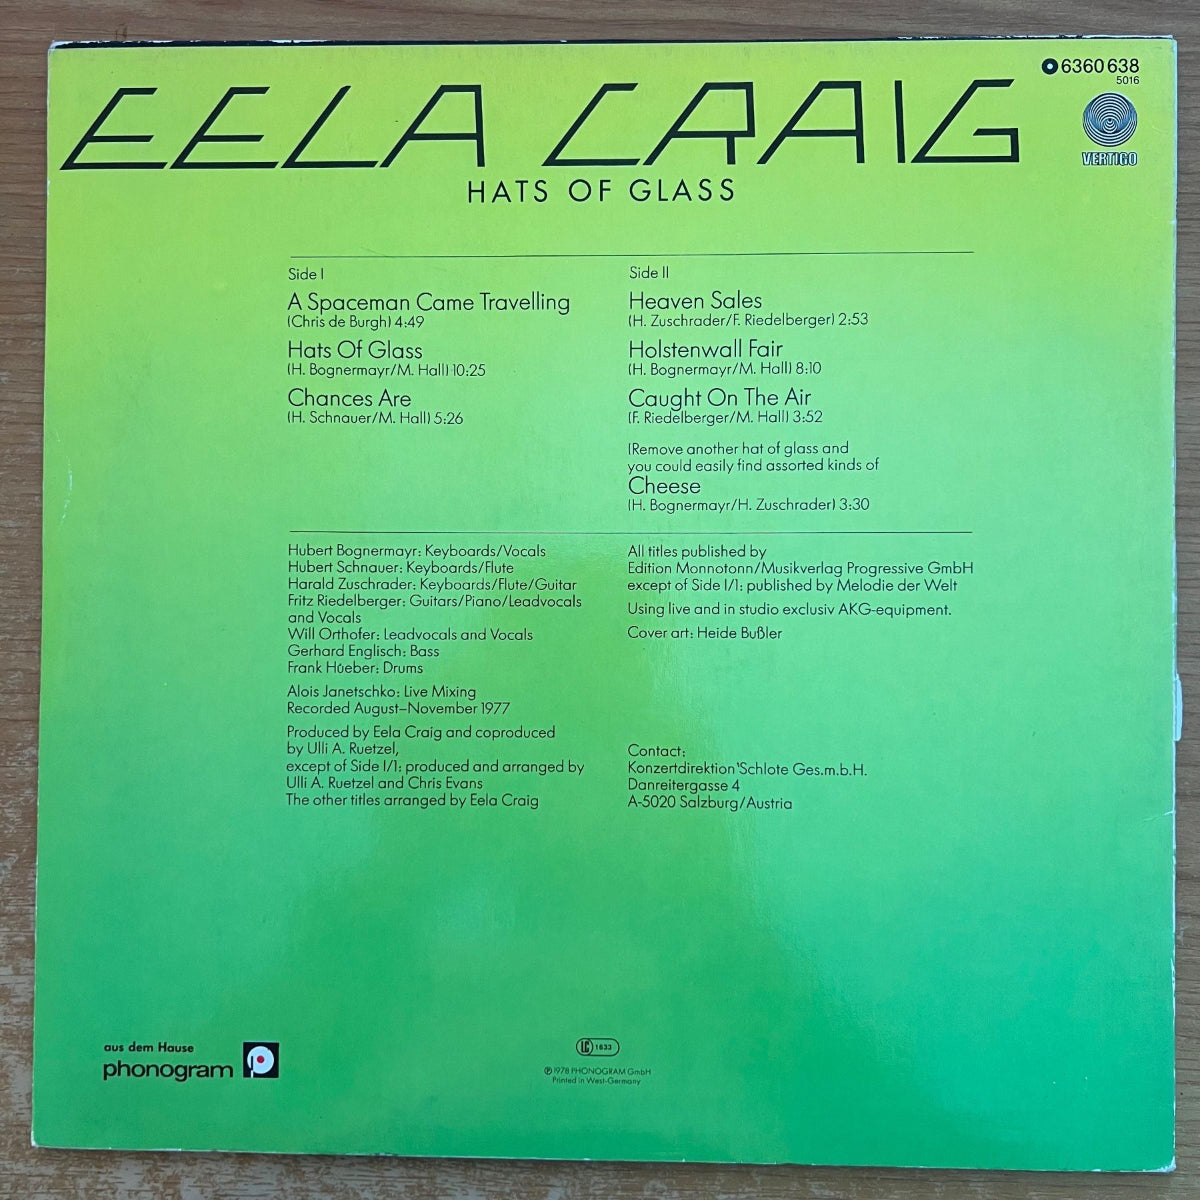 6360 638
5016
EELA CRAIG
VERTIGO
HATS OF GLASS
Side I
A Spaceman Came Travelling
(Chris de Burgh) 4:49
Hats Of Glass
(H. Bognermayr/M. Hall) 10:25
Chances Are
(H. Schnauer/M. Hall) 5:26
Side II
Heaven Sales
(H. Zuschrader/F. Riedelberger) 2:53
Holstenwall Fair
(H. Bognermayr/M. Hall) 8:10
Caught On The Air
(F. Riedelberger/M. Hall) 3:52
(Remove another hat of glass and
you could easily find assorted kinds of
Cheese
(H. Bognermayr/H. Zuschrader) 3:30
Hubert Bognermayr: Keyboards/Vocals
Hubert Schnauer: Keyboards/Flute
Harald Zuschrader: Keyboards/Flute/Guitar
Fritz Riedelberger: Guitars/Piano/Leadvocals
and Vocals
Will Orthofer: Leadvocals and Vocals
Gerhard Englisch: Bass
Frank Hueber: Drums
Alois Janetschko: Live Mixing
Recorded August–November 1977
Produced by Eela Craig and coproduced
by Ulli A. Ruetzel,
except of Side I/1: produced and arranged by
Ulli A. Ruetzel and Chris Evans
The other titles arranged by Eela Craig
All titles published by
Edition Monnotonn/Musikverlag Progressive GmbH
except of Side I/1: published by Melodie der Welt
Using live and in studio exclusiv AKG-equipment.
Cover art: Heide Bußler
Contact:
Konzertdirektion Schlote Ges.m.b.H.
Danreitergasse 4
A-5020 Salzburg/Austria
aus dem Hause
phonogram
LC 1633
℗ 1978 PHONOGRAM GmbH
Printed in West-Germany